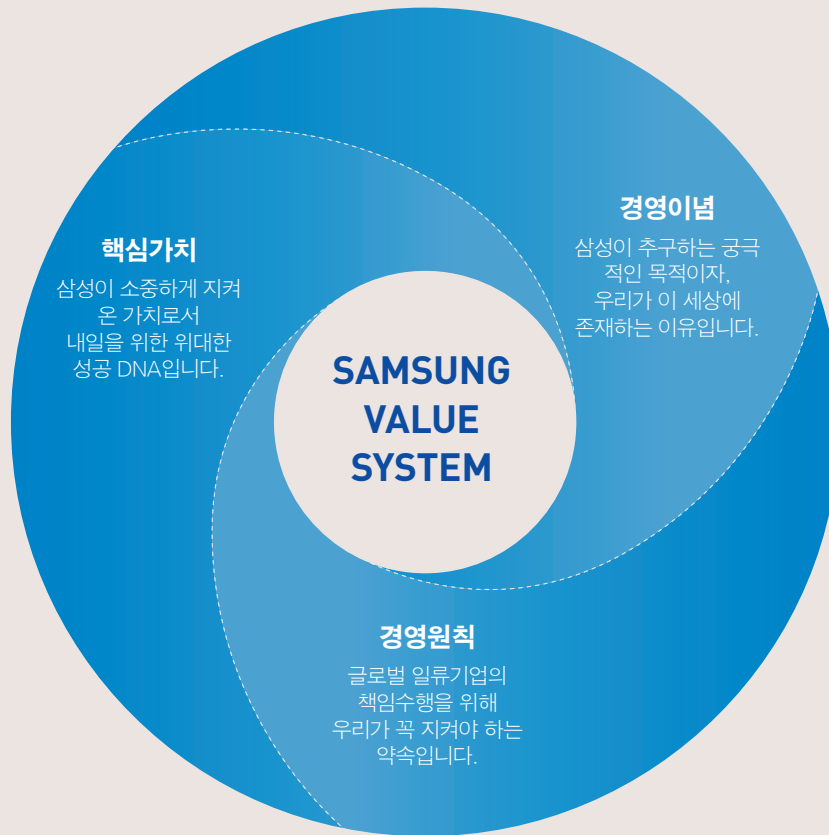 경영이념
삼성이 추구하는 궁극
적인 목적이자,
우리가 이 세상에
존재하는 이유입니다.
핵심가치
삼성이 소중하게 지켜
온 가치로서
내일을 위한 위대한
성공 DNA입니다.
SAMSUNG
VALUE
SYSTEM
경영원칙
글로벌 일류기업의
책임수행을 위해
우리가 꼭 지켜야 하는
약속입니다.